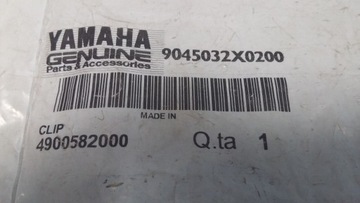 YAMAHA 9045032X0200
GENUINE
Parts & Accessories
MADE IN
CLIP
4900582000 Q.ta 1